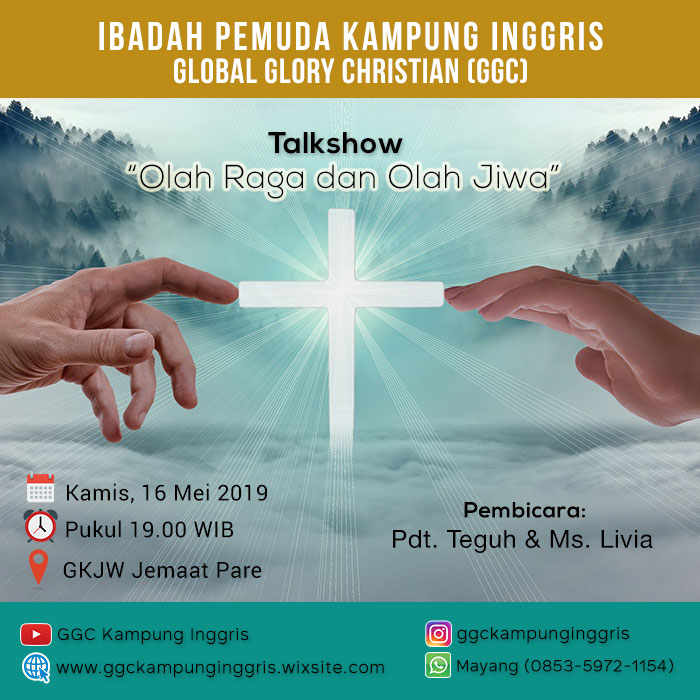 IBADAH PEMUDA KAMPUNG INGGRIS
GLOBAL GLORY CHRISTIAN (GGC)
Talkshow
“Olah Raga dan Olah Jiwa”
Kamis, 16 Mei 2019
Pukul 19.00 WIB
GKJW Jemaat Pare
Pembicara:
Pdt. Teguh & Ms. Livia
GGC Kampung Inggris
www.ggckampunginggris.wixsite.com
ggckampunginggris
Mayang (0853-5972-1154)